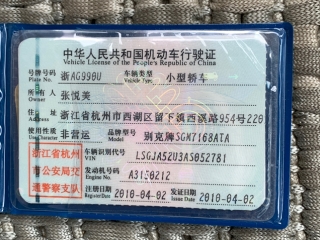 中华人民共和国机动车行驶证
Vehicle License of the People's Republic of China
号牌号码 浙AG990U 车辆类型 小型轿车
Plate No. Vehicle Type
所有人 张悦美
Owner
住址 浙江省杭州市西湖区留下滇西溪路954号220
Address
使用性质 非营运 品牌型号 别克牌SGM7168ATA
Use Character Model
浙江省杭州市公安局交通警察支队
车辆识别代号 LSGJA52U3AS052781
VIN
发动机号码 A3150212
Engine No.
注册日期 2010-04-02 发证日期 2010-04-02
Register Date Issue Date